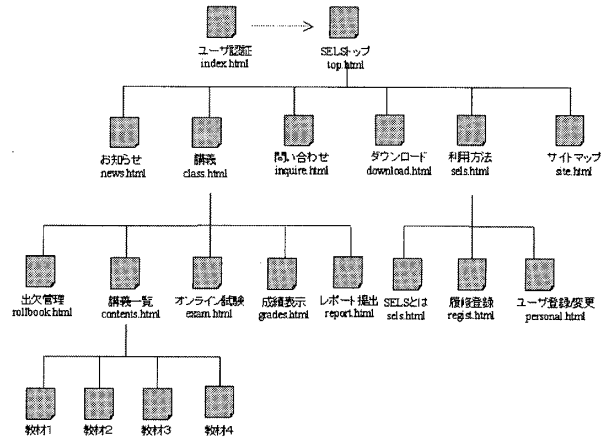 ユーザ認証
index.html
SELSトップ
top.html
お知らせ
news.html
講義
class.html
問い合わせ
inquire.html
ダウンロード
download.html
利用方法
sels.html
サイトマップ
site.html
出欠管理
rollbook.html
講義一覧
contents.html
オンライン試験
exam.html
成績表示
grades.html
レポート提出
report.html
SELSとは
sels.html
履修登録
regist.html
ユーザ登録/変更
personal.html
教材1
教材2
教材3
教材4